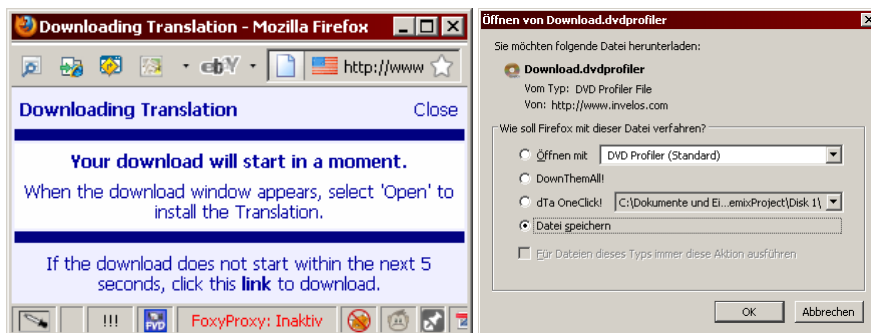 Downloading Translation - Mozilla Firefox
http://www
Downloading Translation
Close
Your download will start in a moment.
When the download window appears, select 'Open' to
install the Translation.
If the download does not start within the next 5
seconds, click this link to download.
!!!
FoxyProxy: Inaktiv
Öffnen von Download.dvdprofiler
Sie möchten folgende Datei herunterladen:
Download.dvdprofiler
Vom Typ: DVD Profiler File
Von: http://www.invelos.com
Wie soll Firefox mit dieser Datei verfahren?
Öffnen mit
DVD Profiler (Standard)
DownThemAll!
dTa OneClick!
C:\Dokumente und Ei...emixProject\Disk 1\
Datei speichern
Für Dateien dieses Typs immer diese Aktion ausführen
OK
Abbrechen